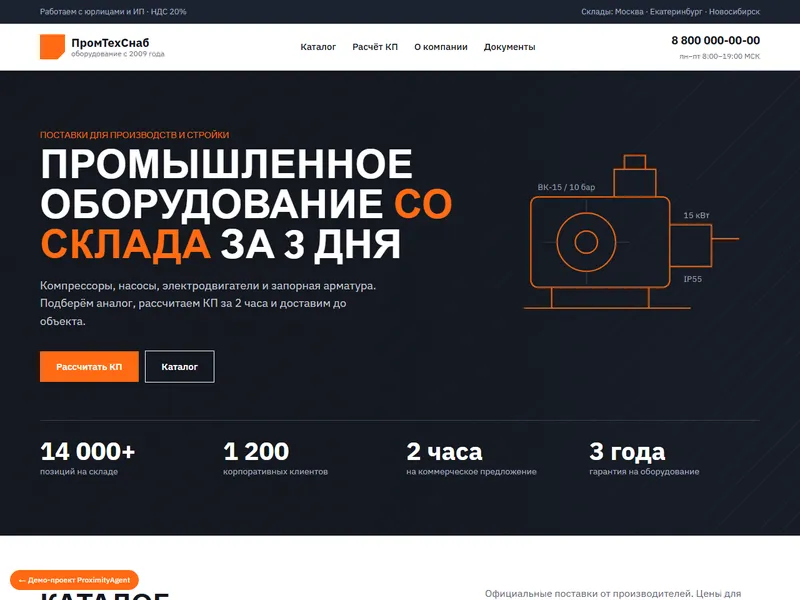 Работаем с юрлицами и ИП · НДС 20%
Склады: Москва · Екатеринбург · Новосибирск
ПромТехСнаб
оборудование с 2009 года
Каталог Расчёт КП О компании Документы
8 800 000-00-00
пн–пт 8:00–19:00 МСК
ПОСТАВКИ ДЛЯ ПРОИЗВОДСТВ И СТРОЙКИ
ПРОМЫШЛЕННОЕ
ОБОРУДОВАНИЕ СО
СКЛАДА ЗА 3 ДНЯ
Компрессоры, насосы, электродвигатели и запорная арматура.
Подберём аналог, рассчитаем КП за 2 часа и доставим до
объекта.
Рассчитать КП
Каталог
ВК-15 / 10 бар
15 кВт
IP55
14 000+
позиций на складе
1 200
корпоративных клиентов
2 часа
на коммерческое предложение
3 года
гарантия на оборудование
← Демо-проект ProximityAgent
КАТАЛОГ
Официальные поставки от производителей. Цены для